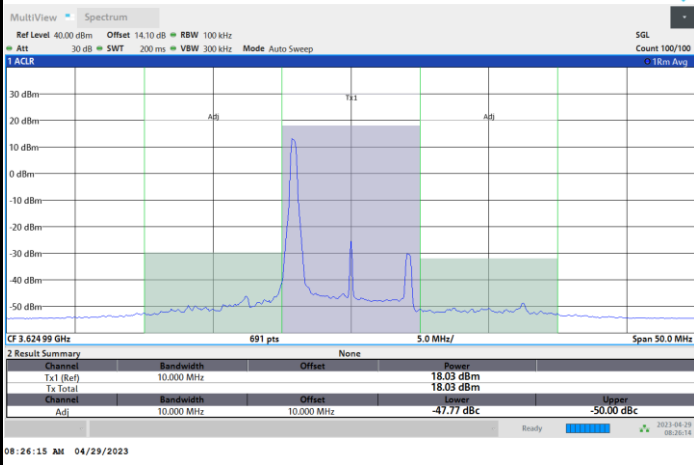 MultiView Spectrum
Ref Level 40.00 dBm Offset 14.10 dB RBW 100 kHz SGL
Att 30 dB SWT 200 ms VBW 300 kHz Mode Auto Sweep Count 100/100
1 ACLR 1Rm Avg
30 dBm
Tx1
20 dBm
Adj Adj
10 dBm
0 dBm
-10 dBm
-20 dBm
-30 dBm
-40 dBm
-50 dBm
CF 3.62499 GHz 691 pts 5.0 MHz/ Span 50.0 MHz
2 Result Summary None
Channel Bandwidth Offset Power
Tx1 (Ref) 10.000 MHz 18.03 dBm
Tx Total 18.03 dBm
Channel Bandwidth Offset Lower Upper
Adj 10.000 MHz 10.000 MHz -47.77 dBc -50.00 dBc
Ready 2023-04-29
08:26:14
08:26:15 AM 04/29/2023